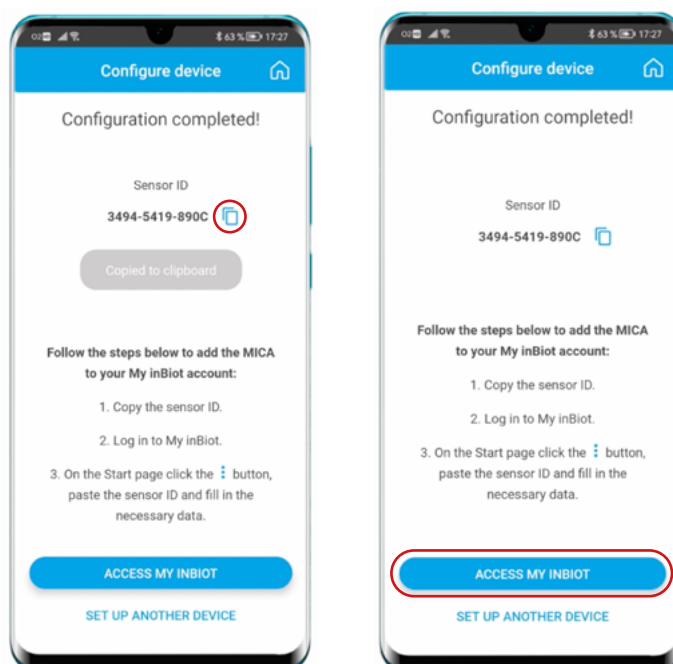 63 % 17:27
Configure device
Configuration completed!
Sensor ID
3494-5419-890C
Copied to clipboard
Follow the steps below to add the MICA
to your My inBiot account:
1. Copy the sensor ID.
2. Log in to My inBiot.
3. On the Start page click the button,
paste the sensor ID and fill in the
necessary data.
ACCESS MY INBIOT
SET UP ANOTHER DEVICE
63 % 17:27
Configure device
Configuration completed!
Sensor ID
3494-5419-890C
Follow the steps below to add the MICA
to your My inBiot account:
1. Copy the sensor ID.
2. Log in to My inBiot.
3. On the Start page click the button,
paste the sensor ID and fill in the
necessary data.
ACCESS MY INBIOT
SET UP ANOTHER DEVICE